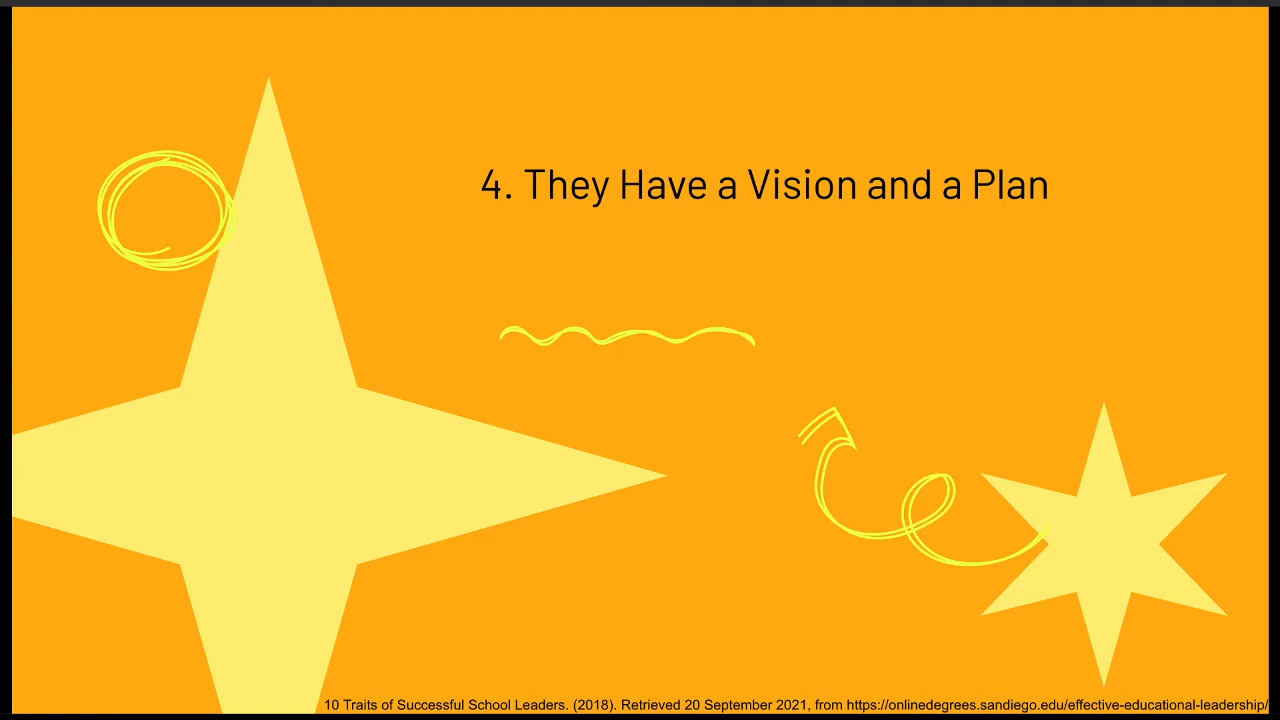 4. They Have a Vision and a Plan
10 Traits of Successful School Leaders. (2018). Retrieved 20 September 2021, from https://onlinedegrees.sandiego.edu/effective-educational-leadership/